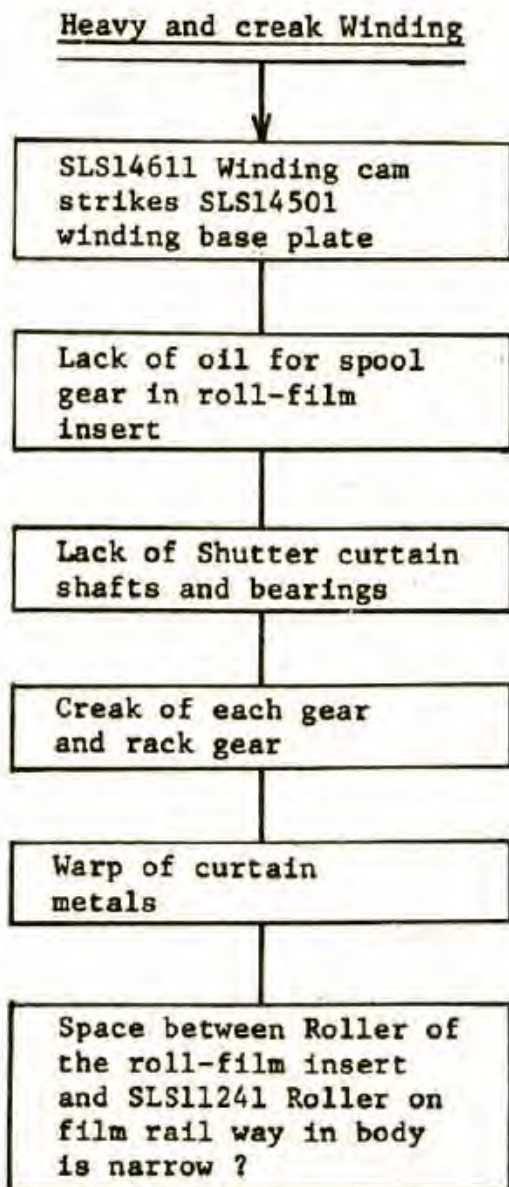 Heavy and creak Winding
SLS14611 Winding cam
strikes SLS14501
winding base plate
Lack of oil for spool
gear in roll-film
insert
Lack of Shutter curtain
shafts and bearings
Creak of each gear
and rack gear
Warp of curtain
metals
Space between Roller of
the roll-film insert
and SLS11241 Roller on
film rail way in body
is narrow ?